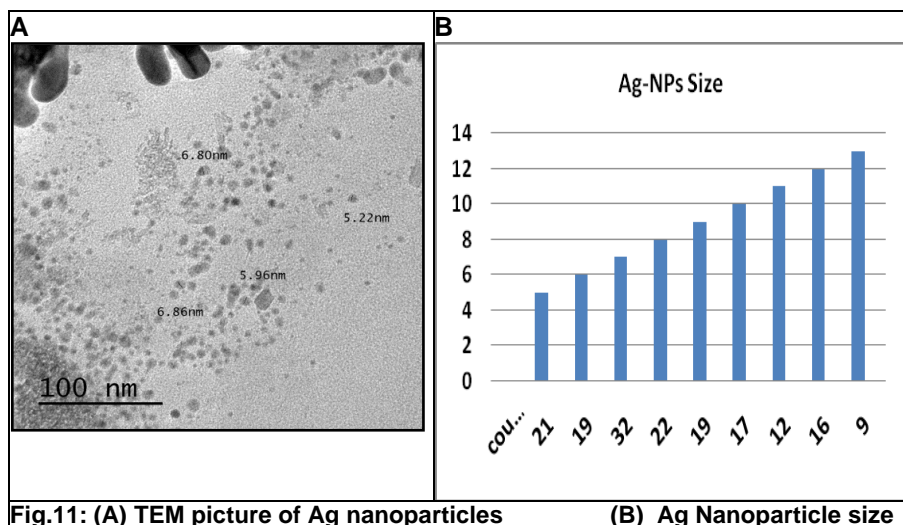 A
6.80nm
5.22nm
5.96nm
6.86nm
100 nm
B
Ag-NPs Size
14
12
10
8
6
4
2
0
cou... 21 19 32 22 19 17 12 16 9
Fig.11: (A) TEM picture of Ag nanoparticles (B) Ag Nanoparticle size